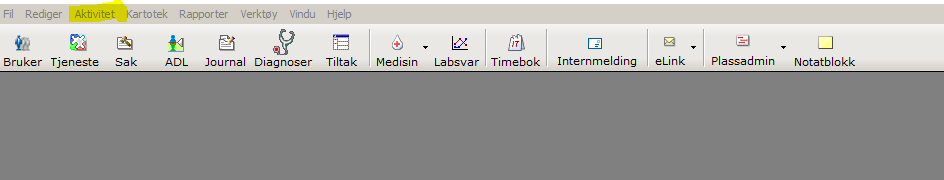 Fil Rediger Aktivitet Kartotek Rapporter Verktøy Vindu Hjelp
Bruker Tjeneste Sak ADL Journal Diagnoser Tiltak Medisin Labsvar Timebok Internmelding eLink Plassadmin Notatblokk